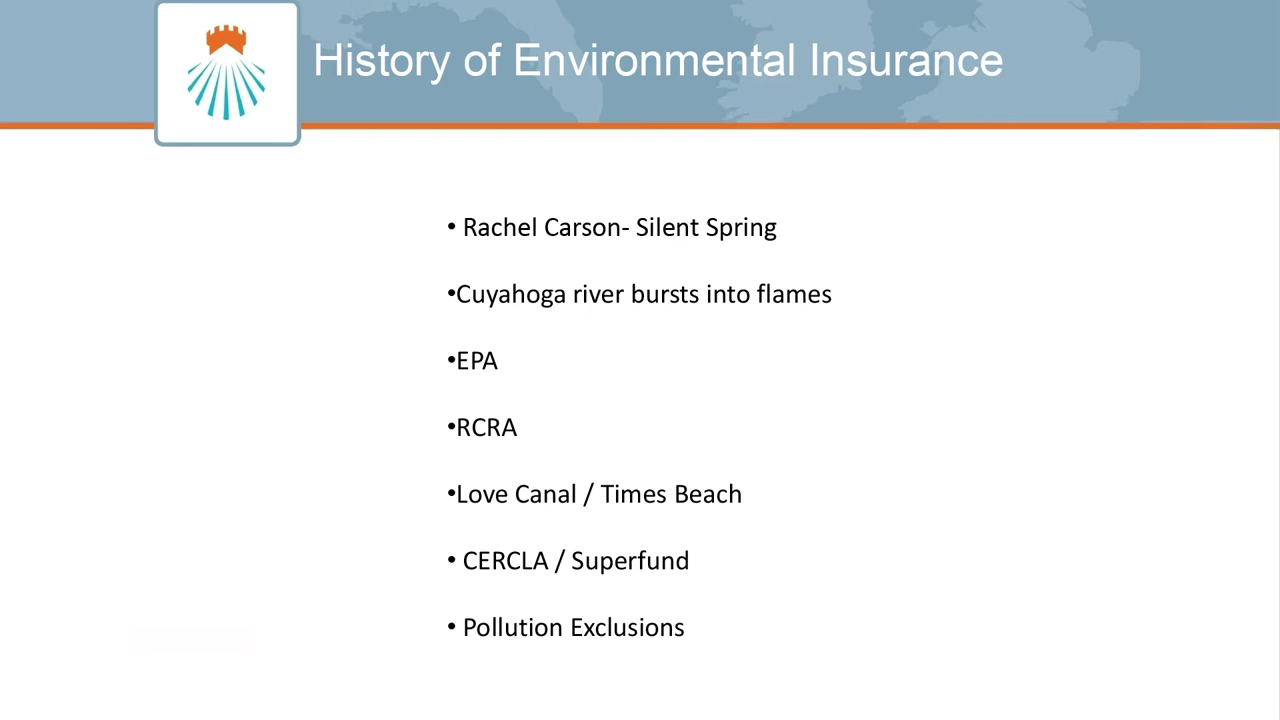 History of Environmental Insurance
• Rachel Carson- Silent Spring
•Cuyahoga river bursts into flames
•EPA
•RCRA
•Love Canal / Times Beach
• CERCLA / Superfund
• Pollution Exclusions